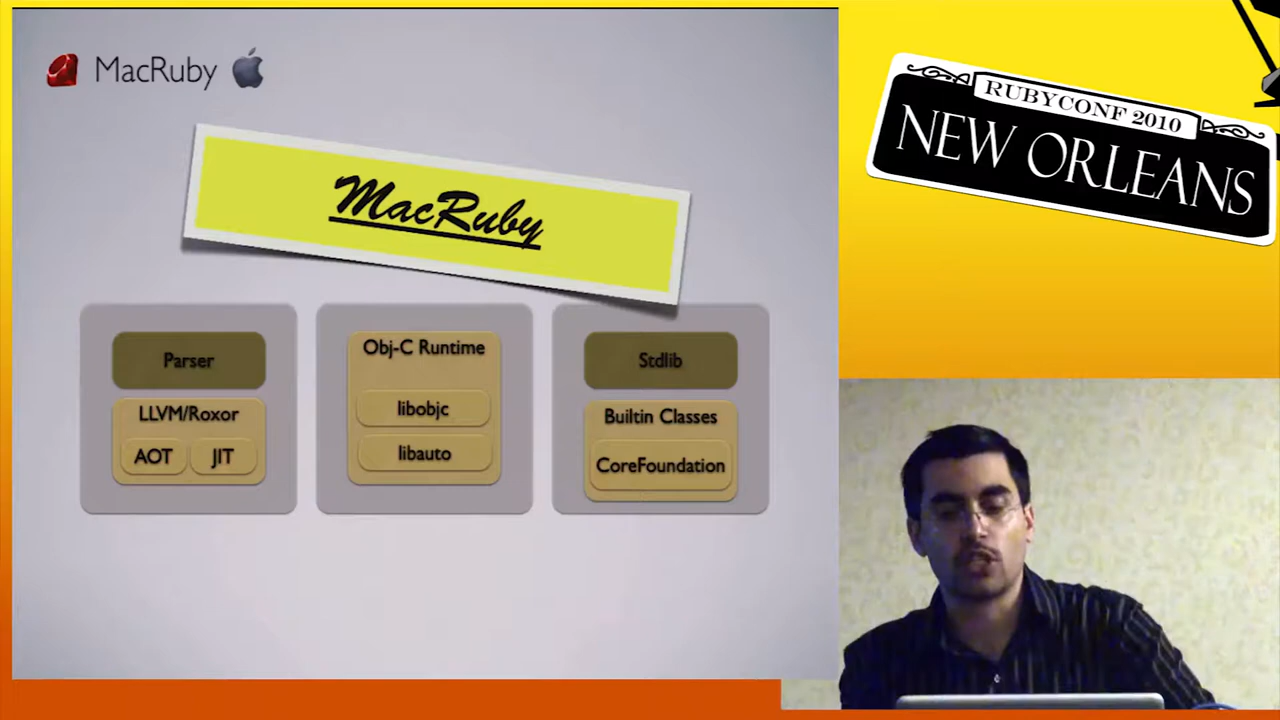 MacRuby
MacRuby
Parser
LLVM/Roxor
AOT
JIT
Obj-C Runtime
libobjc
libauto
Stdlib
Builtin Classes
CoreFoundation
RUBYCONF 2010
NEW ORLEANS